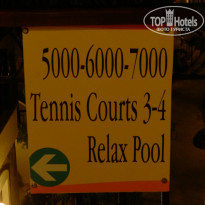 TOP Hotels
ФОТО ТУРИСТА
5000-6000-7000
Tennis Courts 3-4
Relax Pool